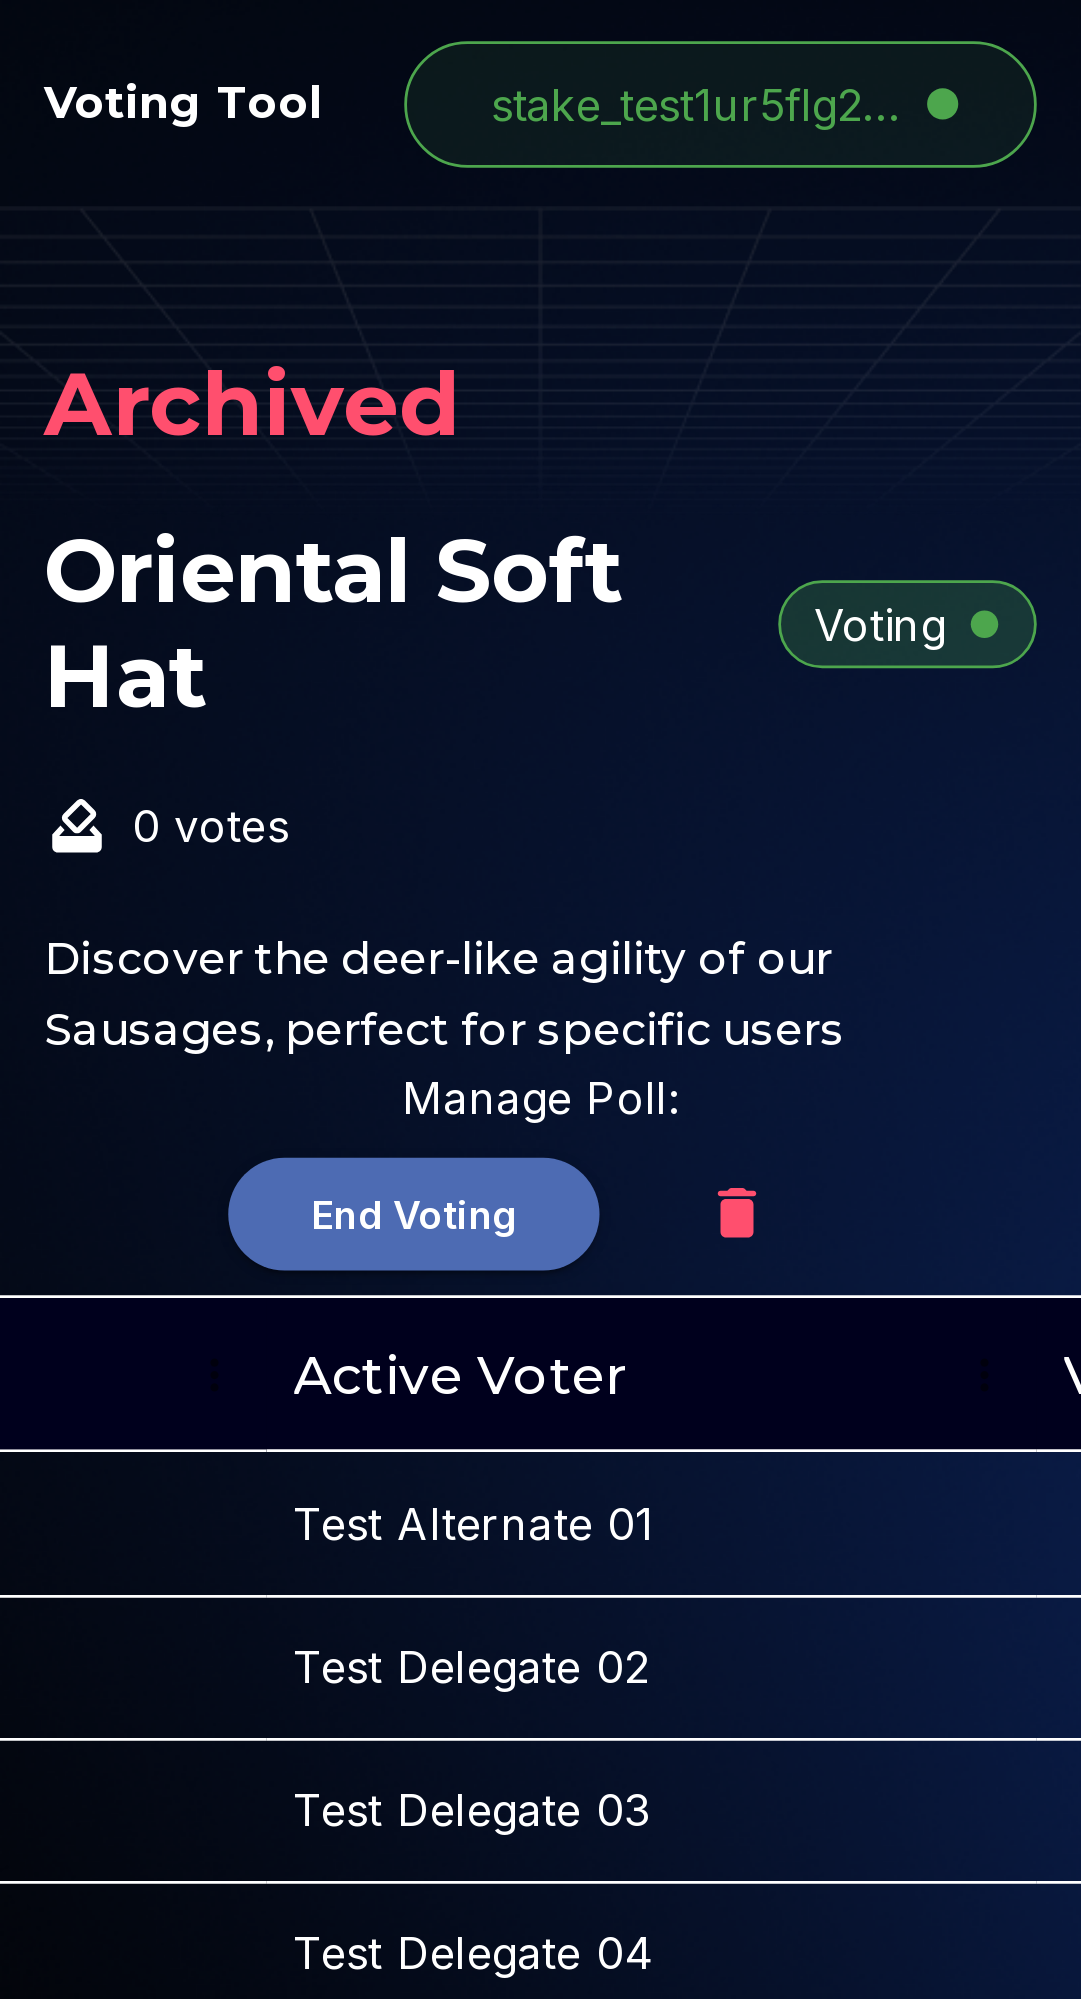 Voting Tool
stake_test1ur5flg2...
Archived
Oriental Soft
Hat
Voting
0 votes
Discover the deer-like agility of our
Sausages, perfect for specific users
Manage Poll:
End Voting
Active Voter
Test Alternate 01
Test Delegate 02
Test Delegate 03
Test Delegate 04